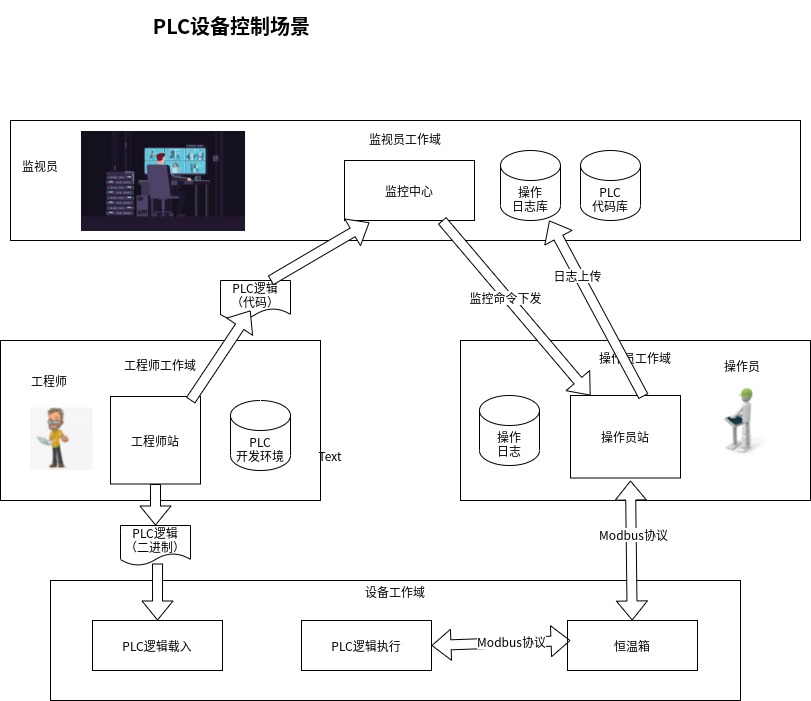 PLC设备控制场景
监视员工作域
监视员
监控中心
操作
日志库
PLC
代码库
PLC逻辑
（代码）
监控命令下发
日志上传
工程师工作域
工程师
工程师站
PLC
开发环境
Text
操作员工作域
操作员
操作
日志
操作员站
PLC逻辑
（二进制）
Modbus协议
设备工作域
PLC逻辑载入
PLC逻辑执行
Modbus协议
恒温箱